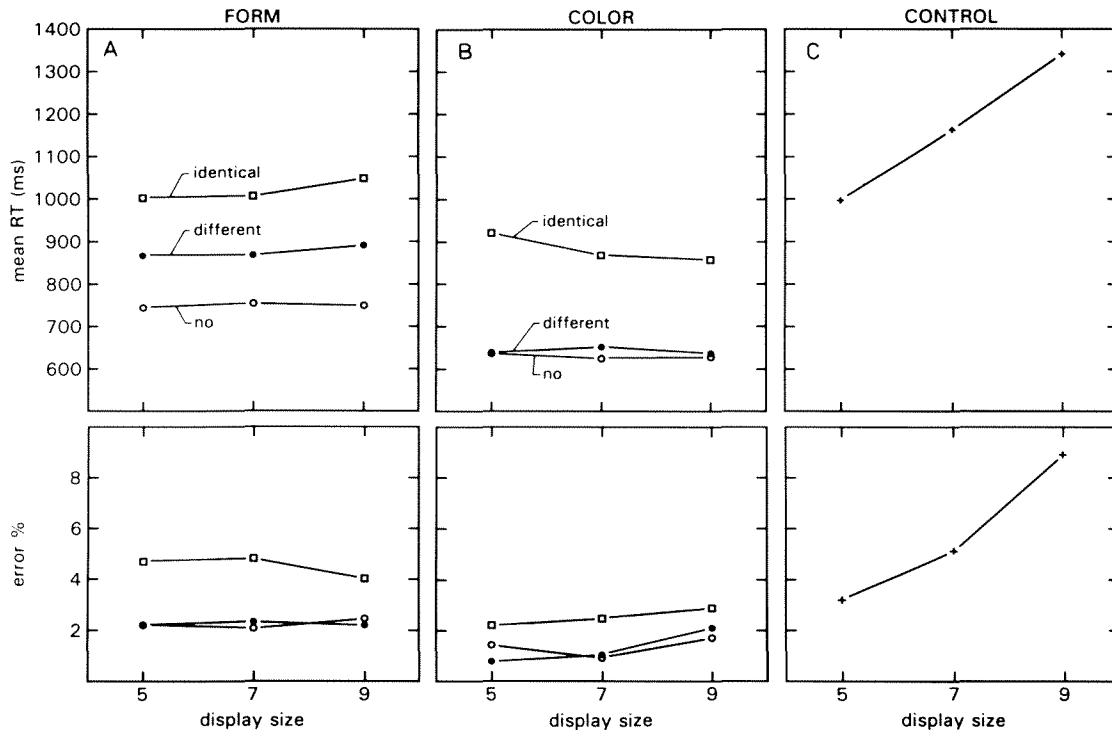 FORM COLOR CONTROL
A B C
1400
1300
1200
1100
1000
900
800
700
600
mean RT (ms)
identical
different
no
identical
different
no
8
6
4
2
error %
5 7 9 5 7 9 5 7 9
display size display size display size